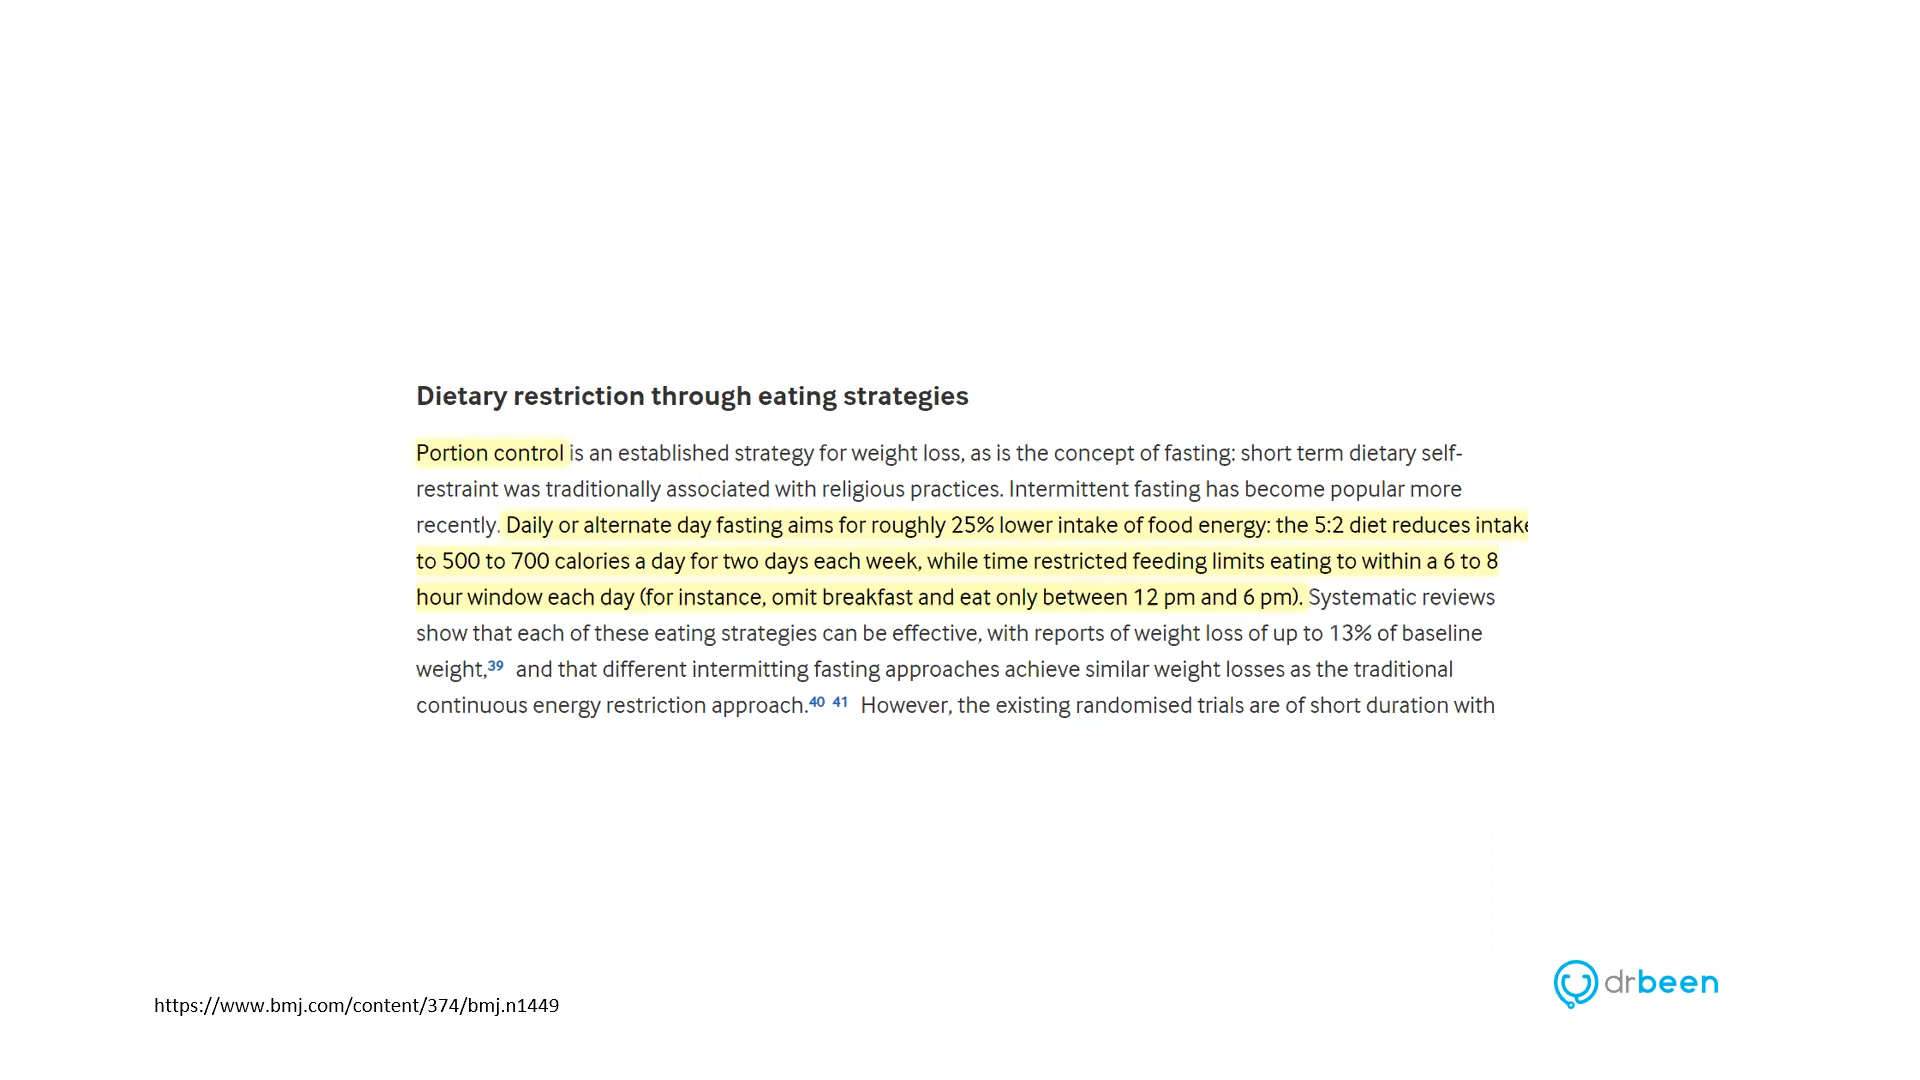 Dietary restriction through eating strategies
Portion control is an established strategy for weight loss, as is the concept of fasting: short term dietary self-
restraint was traditionally associated with religious practices. Intermittent fasting has become popular more
recently. Daily or alternate day fasting aims for roughly 25% lower intake of food energy: the 5:2 diet reduces intake
to 500 to 700 calories a day for two days each week, while time restricted feeding limits eating to within a 6 to 8
hour window each day (for instance, omit breakfast and eat only between 12 pm and 6 pm). Systematic reviews
show that each of these eating strategies can be effective, with reports of weight loss of up to 13% of baseline
weight,39 and that different intermitting fasting approaches achieve similar weight losses as the traditional
continuous energy restriction approach.40 41 However, the existing randomised trials are of short duration with
drbeen
https://www.bmj.com/content/374/bmj.n1449